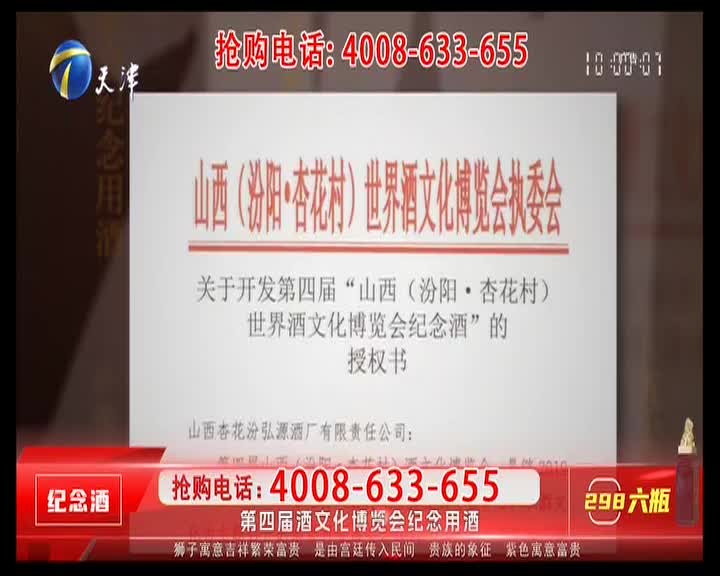 抢购电话: 4008-633-655
天津
10:00:07
纪念用酒
山西（汾阳·杏花村）世界酒文化博览会执委会
关于开发第四届“山西（汾阳·杏花村）
世界酒文化博览会纪念酒”的
授权书
山西杏花汾弘源酒厂有限责任公司：
纪念酒
抢购电话: 4008-633-655
298六瓶
第四届酒文化博览会纪念用酒
狮子寓意吉祥繁荣富贵 是由宫廷传入民间 贵族的象征 紫色寓意富贵